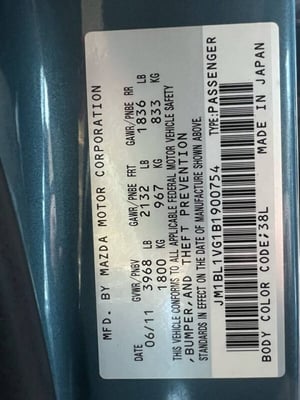 MFD. BY MAZDA MOTOR CORPORATION
DATE GVWR/PNBV GAWR/PNBE FRT GAWR/PNBE RR
06/11 3968 LB 2132 LB 1836 LB
1800 KG 967 KG 833 KG
THIS VEHICLE CONFORMS TO ALL APPLICABLE FEDERAL MOTOR VEHICLE SAFETY
,BUMPER,AND THEFT PREVENTION
STANDARDS IN EFFECT ON THE DATE OF MANUFACTURE SHOWN ABOVE.
JM1BL1VG1B1900754 TYPE:PASSENGER
BODY COLOR CODE;38L MADE IN JAPAN